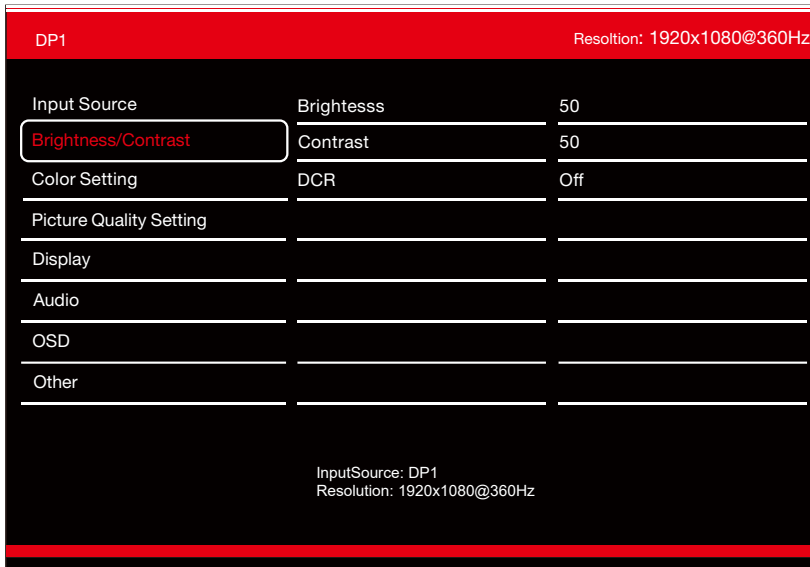 DP1 Resoltion: 1920x1080@360Hz
Input Source Brightesss 50
Brightness/Contrast Contrast 50
Color Setting DCR Off
Picture Quality Setting
Display
Audio
OSD
Other
InputSource: DP1
Resolution: 1920x1080@360Hz